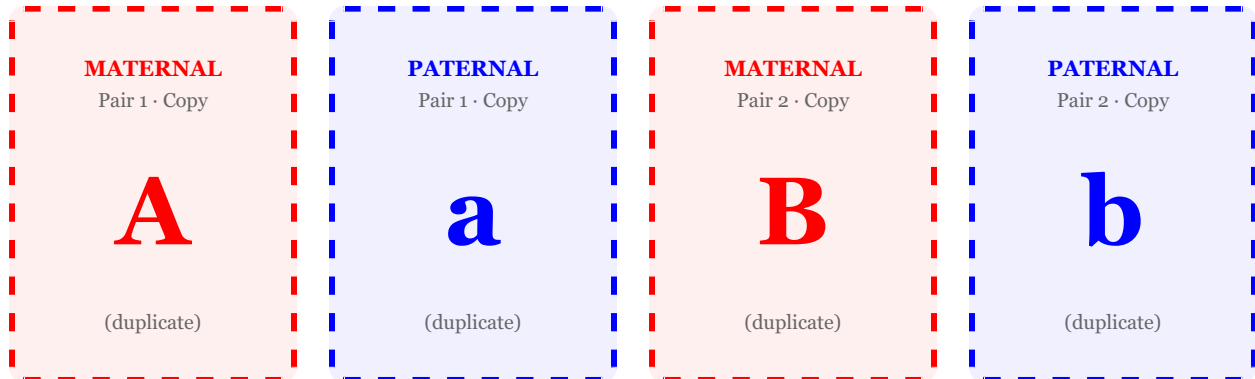 MATERNAL
Pair 1 · Copy
A
(duplicate)
PATERNAL
Pair 1 · Copy
a
(duplicate)
MATERNAL
Pair 2 · Copy
B
(duplicate)
PATERNAL
Pair 2 · Copy
b
(duplicate)